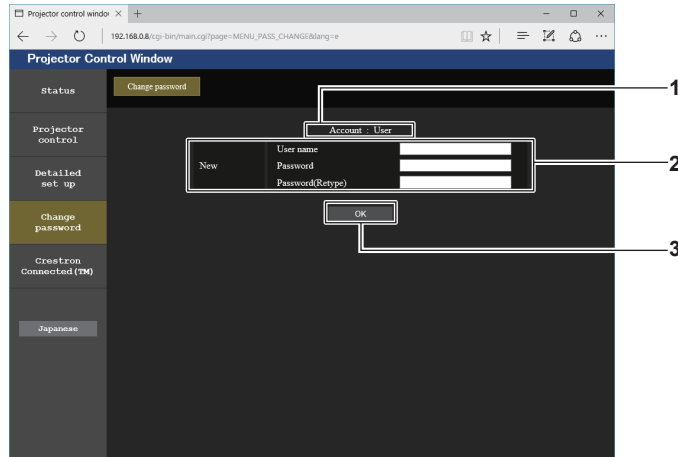 Projector control windo
192.168.0.8/cgi-bin/main.cgi?page=MENU_PASS_CHANGE&lang=e
Projector Control Window
Status
Change password
1
Projector
control
Account : User
User name
New
Password
2
Password(Retype)
Detailed
set up
Change
password
OK
3
Crestron
Connected(TM)
Japanese